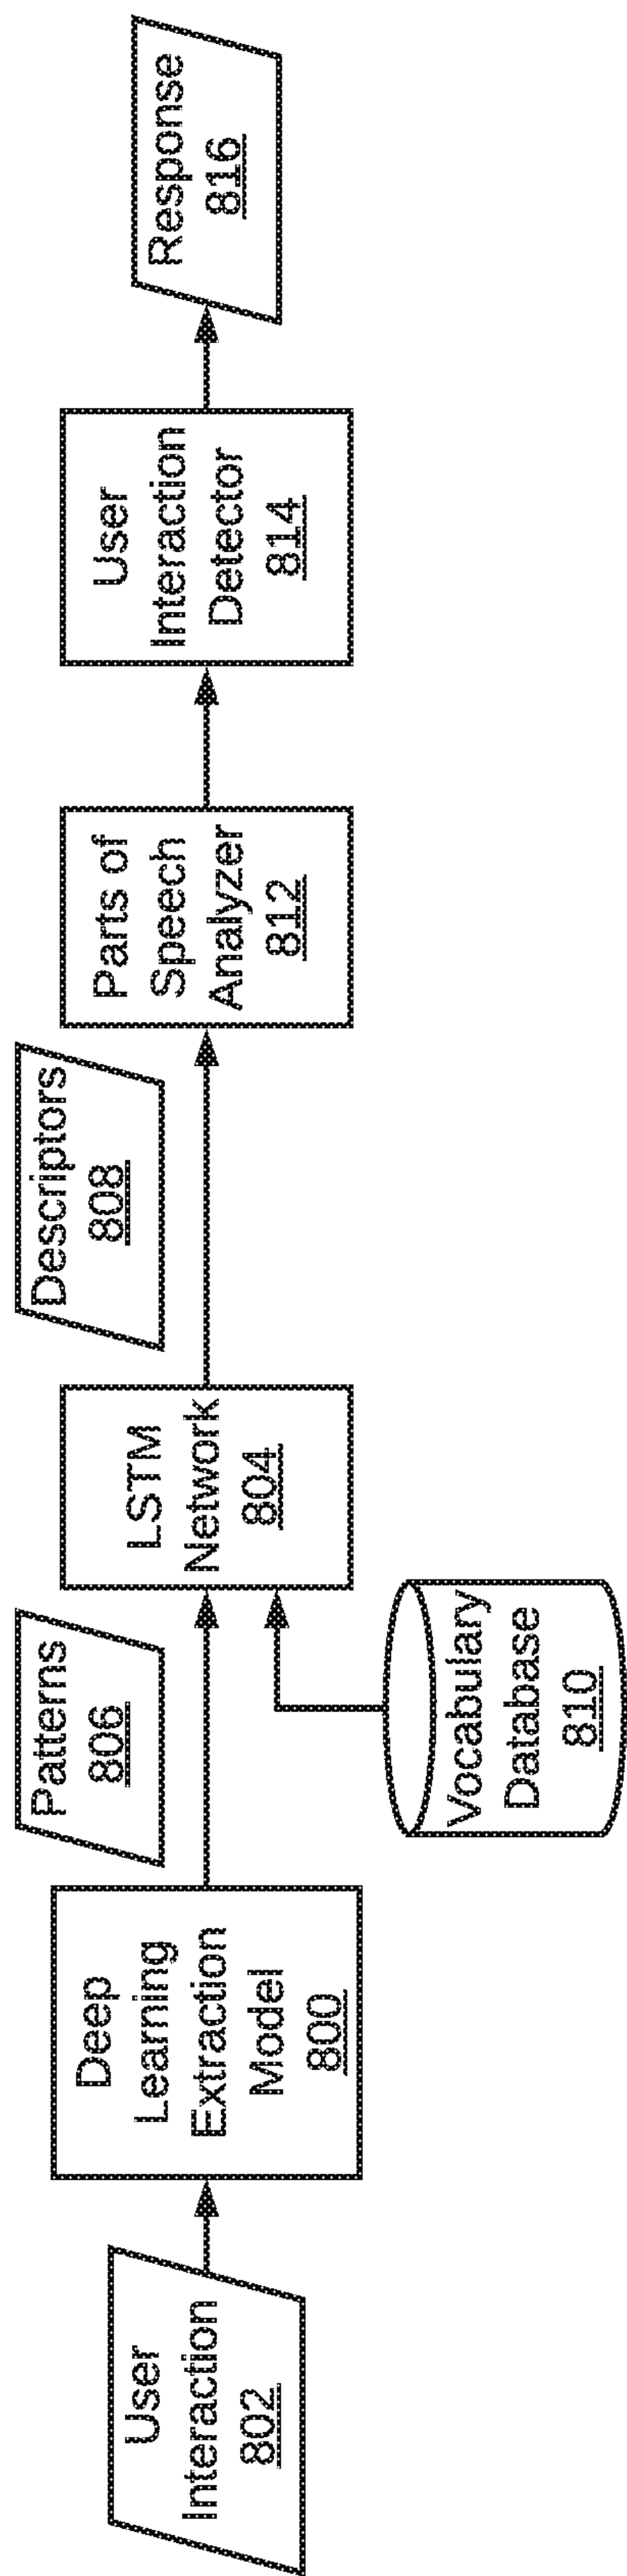 User
Interaction
802
Deep
Learning
Extraction
Model
800
Patterns
806
Vocabulary
Database
810
LSTM
Network
804
Descriptors
808
Parts of
Speech
Analyzer
812
User
Interaction
Detector
814
Response
816